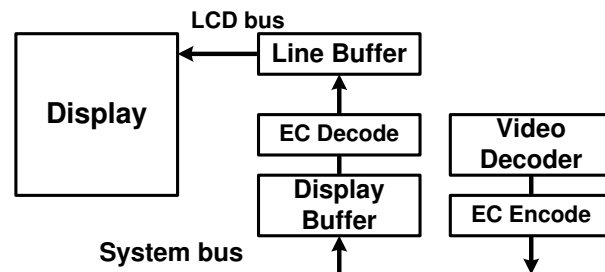 LCD bus
Line Buffer
Display
EC Decode
Video
Decoder
Display
Buffer
EC Encode
System bus